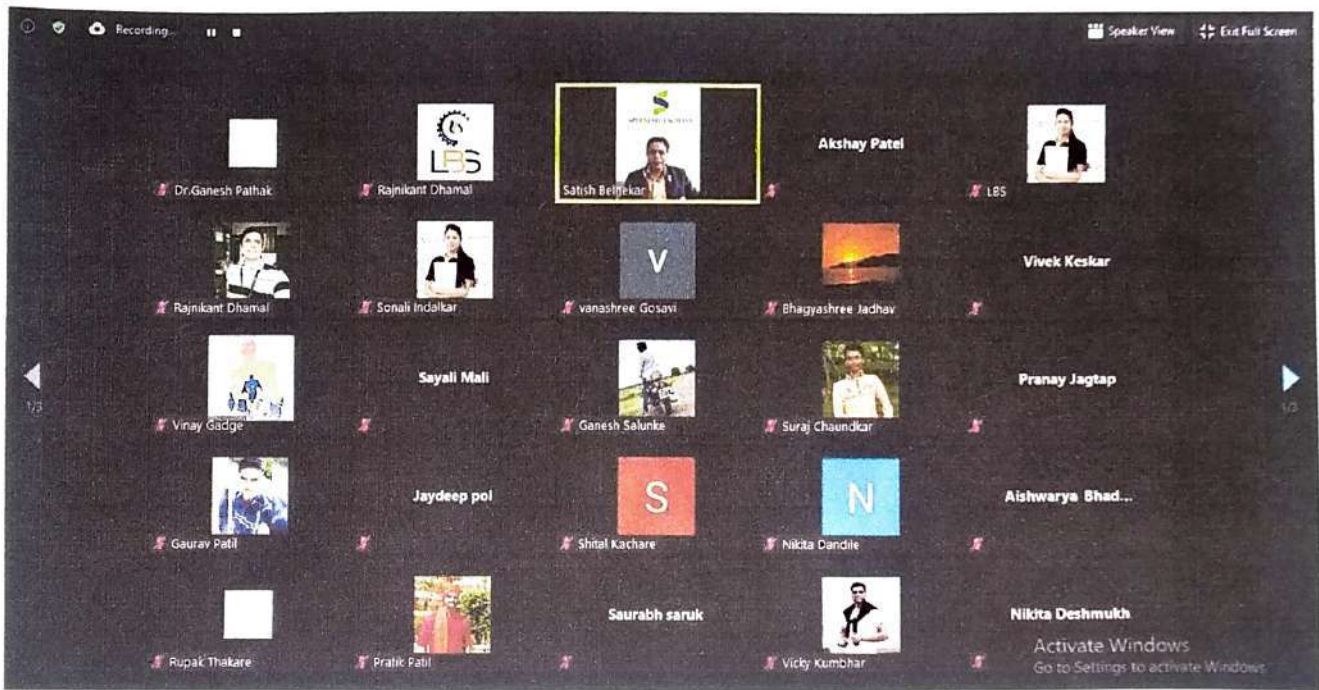 Recording...
Speaker View
Exit Full Screen
LBS
Akshay Patel
Dr.Ganesh Pathak
Rajnikant Dhamal
Satish Belhekar
LBS
V
Vivek Keskar
Rajnikant Dhamal
Sonali Indalkar
vanashree Gosavi
Bhagyashree Jadhav
Sayali Mali
Pranay Jagtap
1/3
1/3
Vinay Gadge
Ganesh Salunke
Suraj Chaundkar
Jaydeep pol
S
N
Aishwarya Bhad...
Gaurav Patil
Shital Kachare
Nikita Dandile
Saurabh saruk
Nikita Deshmukh
Rupak Thakare
Pratik Patil
Vicky Kumbhar
Activate Windows
Go to Settings to activate Windows.